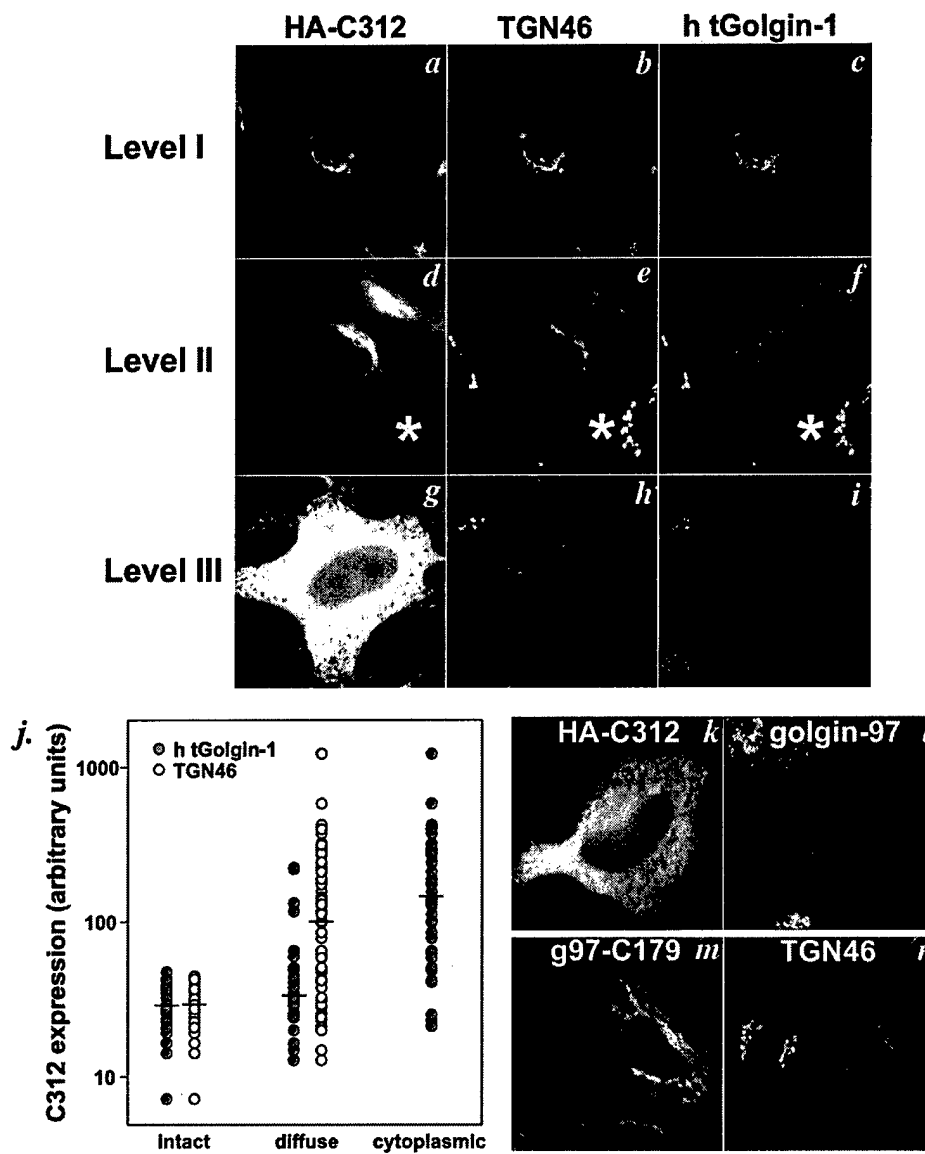 HA-C312 TGN46 h tGolgin-1
a b c
Level I
d e f
Level II
* * *
g h i
Level III
j.
h tGolgin-1
TGN46
1000
100
10
C312 expression (arbitrary units)
intact diffuse cytoplasmic
HA-C312 k golgin-97
g97-C179 m TGN46